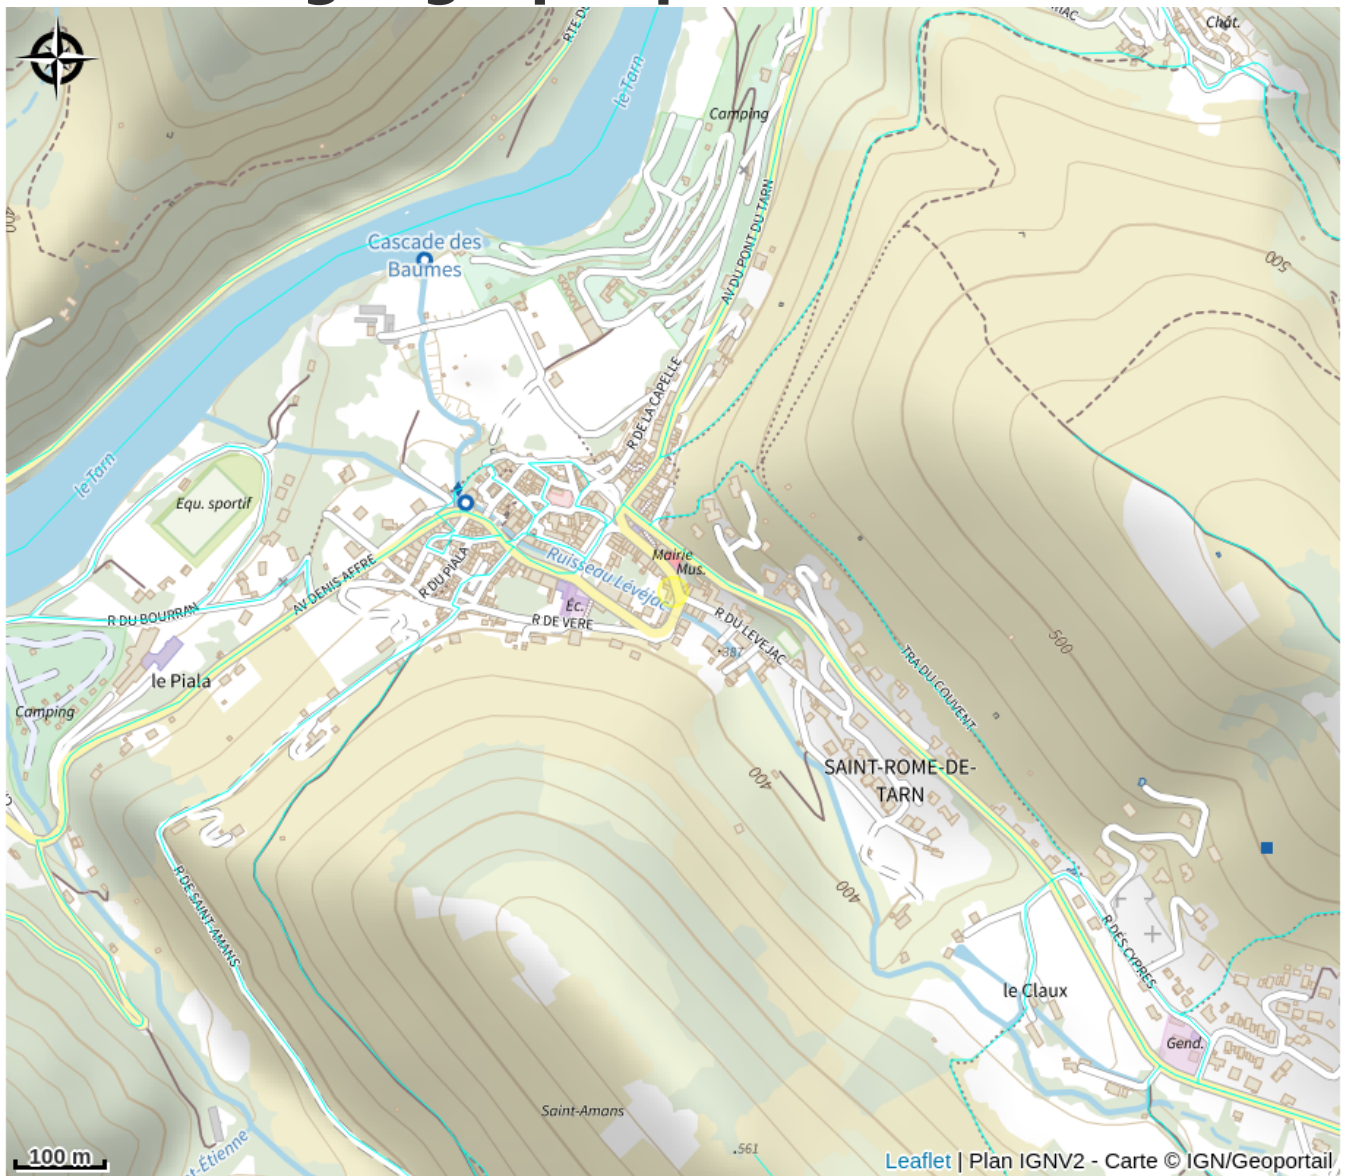 RTE DU
le Tarn
Chât.
Camping
400
AV DU PONT DU TARN
Cascade des
Baumes
500
R DE LA CAPELLE
le Tarn
Equ. sportif
Mairie
Mus.
Ruisseau Lévéjac
R DU PIALA
AV DENIS AFFRE
Éc.
R DE VERE
R DU BOURRAN
R DU LEVEJAC
387
500
le Piala
TRA DU COUVENT
Camping
400
SAINT-ROME-DE-
TARN
400
R DE SAINT-AMANS
R DES CYPRES
le Claux
Gend.
Saint-Amans
561
100 m
t-Étienne
Leaflet | Plan IGNV2 - Carte © IGN/Geoportail